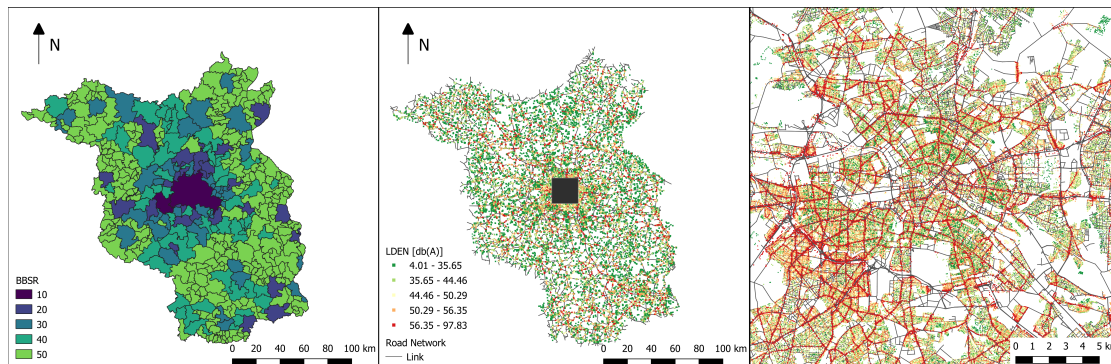 N
BBSR
10
20
30
40
50
0 20 40 60 80 100 km
N
LDEN [db(A)]
4.01 - 35.65
35.65 - 44.46
44.46 - 50.29
50.29 - 56.35
56.35 - 97.83
Road Network
Link
0 20 40 60 80 100 km
0 1 2 3 4 5 km